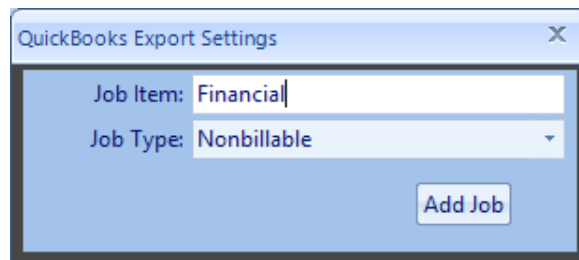 QuickBooks Export Settings
Job Item: Financial
Job Type: Nonbillable
Add Job